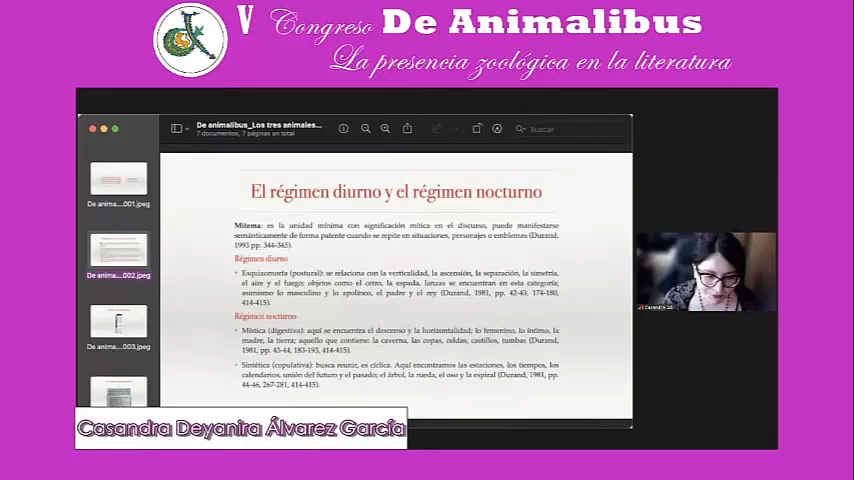 V Congreso De Animalibus
La presencia zoológica en la literatura
De animalibus_Los tres animales...
7 documentos, 7 páginas en total
Buscar
De anima....001.jpeg
De anima....002.jpeg
De anima....003.jpeg
El régimen diurno y el régimen nocturno
Mitema: es la unidad mínima con significación mítica en el discurso, puede manifestarse
semánticamente de forma patente cuando se repite en situaciones, personajes o emblemas (Durand,
1993 pp. 344-345).
Régimen diurno
• Esquizomorfa (postural): se relaciona con la verticalidad, la ascensión, la separación, la simetría,
el aire y el fuego; objetos como el cetro, la espada, lanzas se encuentran en esta categoría;
asimismo lo masculino y lo apolíneo, el padre y el rey (Durand, 1981, pp. 42-43, 174-180,
414-415).
Régimen nocturno
• Mística (digestiva): aquí se encuentra el descenso y la horizontalidad; lo femenino, lo íntimo, la
madre, la tierra; aquello que contiene: la caverna, las copas, celdas, castillos, tumbas (Durand,
1981, pp. 43-44, 183-193, 414-415).
• Sintética (copulativa): busca reunir, es cíclica. Aquí encontramos las estaciones, los tiempos, los
calendarios, unión del futuro y el pasado; el árbol, la rueda, el oso y la espiral (Durand, 1981, pp.
44-46, 267-281, 414-415).
Casandra Deyanira Álvarez García